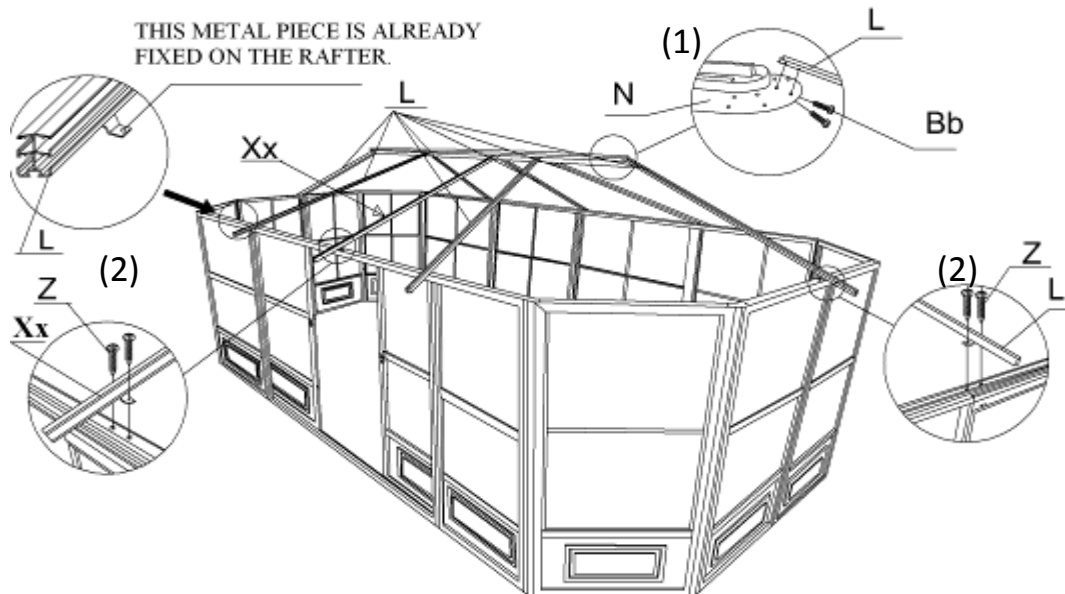 THIS METAL PIECE IS ALREADY
FIXED ON THE RAFTER.
(1)
L
N
Bb
L
Xx
L
(2)
Z
Xx
(2)
Z
L